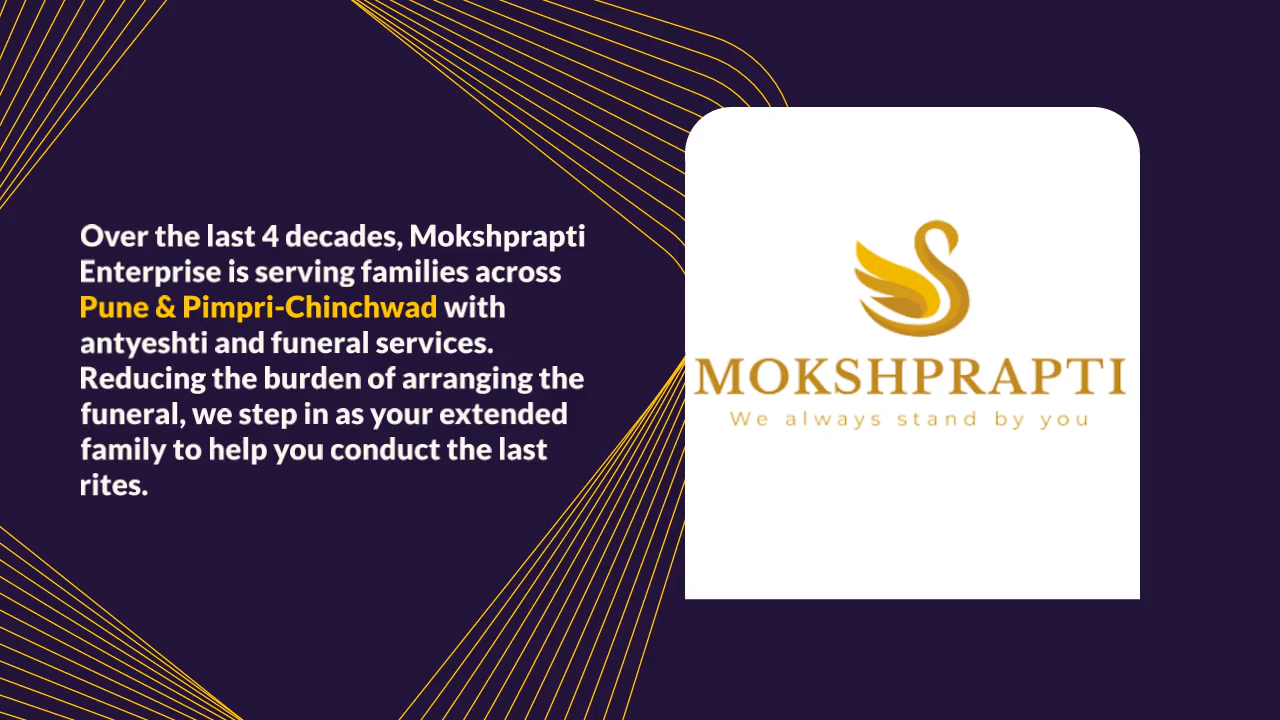 Over the last 4 decades, Mokshprapti
Enterprise is serving families across
Pune & Pimpri-Chinchwad with
antyeshti and funeral services.
Reducing the burden of arranging the
funeral, we step in as your extended
family to help you conduct the last
rites.
MOKSHPRAPTI
We always stand by you